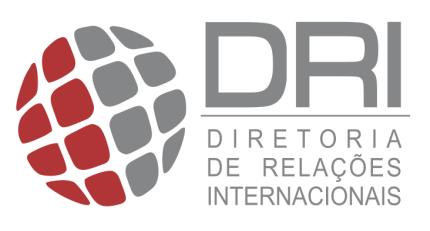 DRI
DIRETORIA
DE RELAÇÕES
INTERNACIONAIS